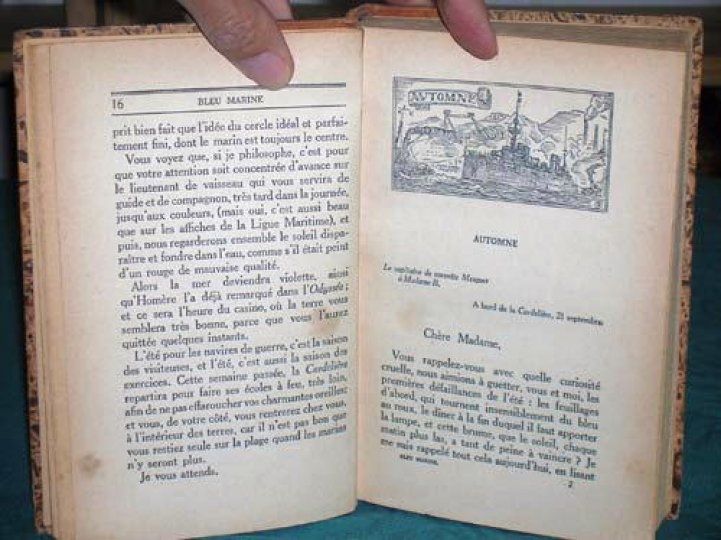 16
BLEU MARINE
prit bien fait que l'idée du cercle idéal et parfai-
tement fini, dont le marin est toujours le centre.
Vous voyez que, si je philosophe, c'est pour
que votre attention soit concentrée d'avance sur
le lieutenant de vaisseau qui vous servira de
guide et de compagnon, très tard dans la journée,
jusqu'aux couleurs, (mais oui, c'est aussi beau
que sur les affiches de la Ligue Maritime), et
puis, nous regarderons ensemble le soleil dispa-
raître et fondre dans l'eau, comme s'il était peint
d'un rouge de mauvaise qualité.
Alors la mer deviendra violette, ainsi
qu'Homère l'a déjà remarqué dans l'Odyssée ;
et ce sera l'heure du casino, où la terre vous
semblera très bonne, parce que vous l'aurez
quittée quelques instants.
L'été pour les navires de guerre, c'est la saison
des visiteuses, et l'été, c'est aussi la saison des
exercices. Cette semaine passée, la Cordelière
repartira pour faire ses écoles à feu, très loin,
afin de ne pas effaroucher vos charmantes oreilles
et vous, de votre côté, vous rentrerez chez vous,
à l'intérieur des terres, car il n'est pas bon que
vous restiez seule sur la plage quand les marins
n'y seront plus.
Je vous attends.
AUTOMNE
AUTOMNE
Le capitaine de corvette Mesquer
à Madame B.
A bord de la Cordelière, 21 septembre.
Chère Madame,
Vous rappelez-vous avec quelle curiosité
cruelle, nous aimions à guetter, vous et moi, les
premières défaillances de l'été : les feuillages
d'abord, qui tournent insensiblement du bleu
au roux, le dîner à la fin duquel il faut apporter
la lampe, et cette brume, que le soleil, chaque
matin plus las, a tant de peine à vaincre ? Je
me suis rappelé tout cela aujourd'hui, en lisant
BLEU MARINE.
2